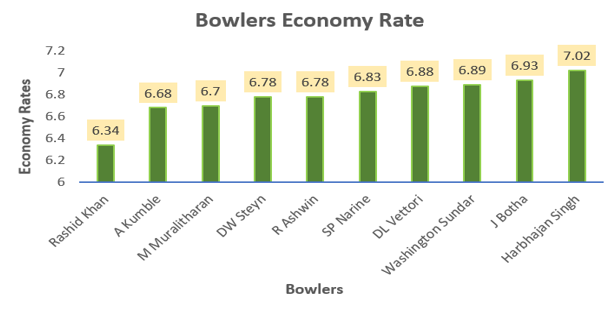 Bowlers Economy Rate
7.2
7
6.8
6.6
6.4
6.2
6
Economy Rates
6.34
6.68
6.7
6.78
6.78
6.83
6.88
6.89
6.93
7.02
Rashid Khan
A Kumble
M Muralitharan
DW Steyn
R Ashwin
SP Narine
DL Vettori
Washington Sundar
J Botha
Harbhajan Singh
Bowlers